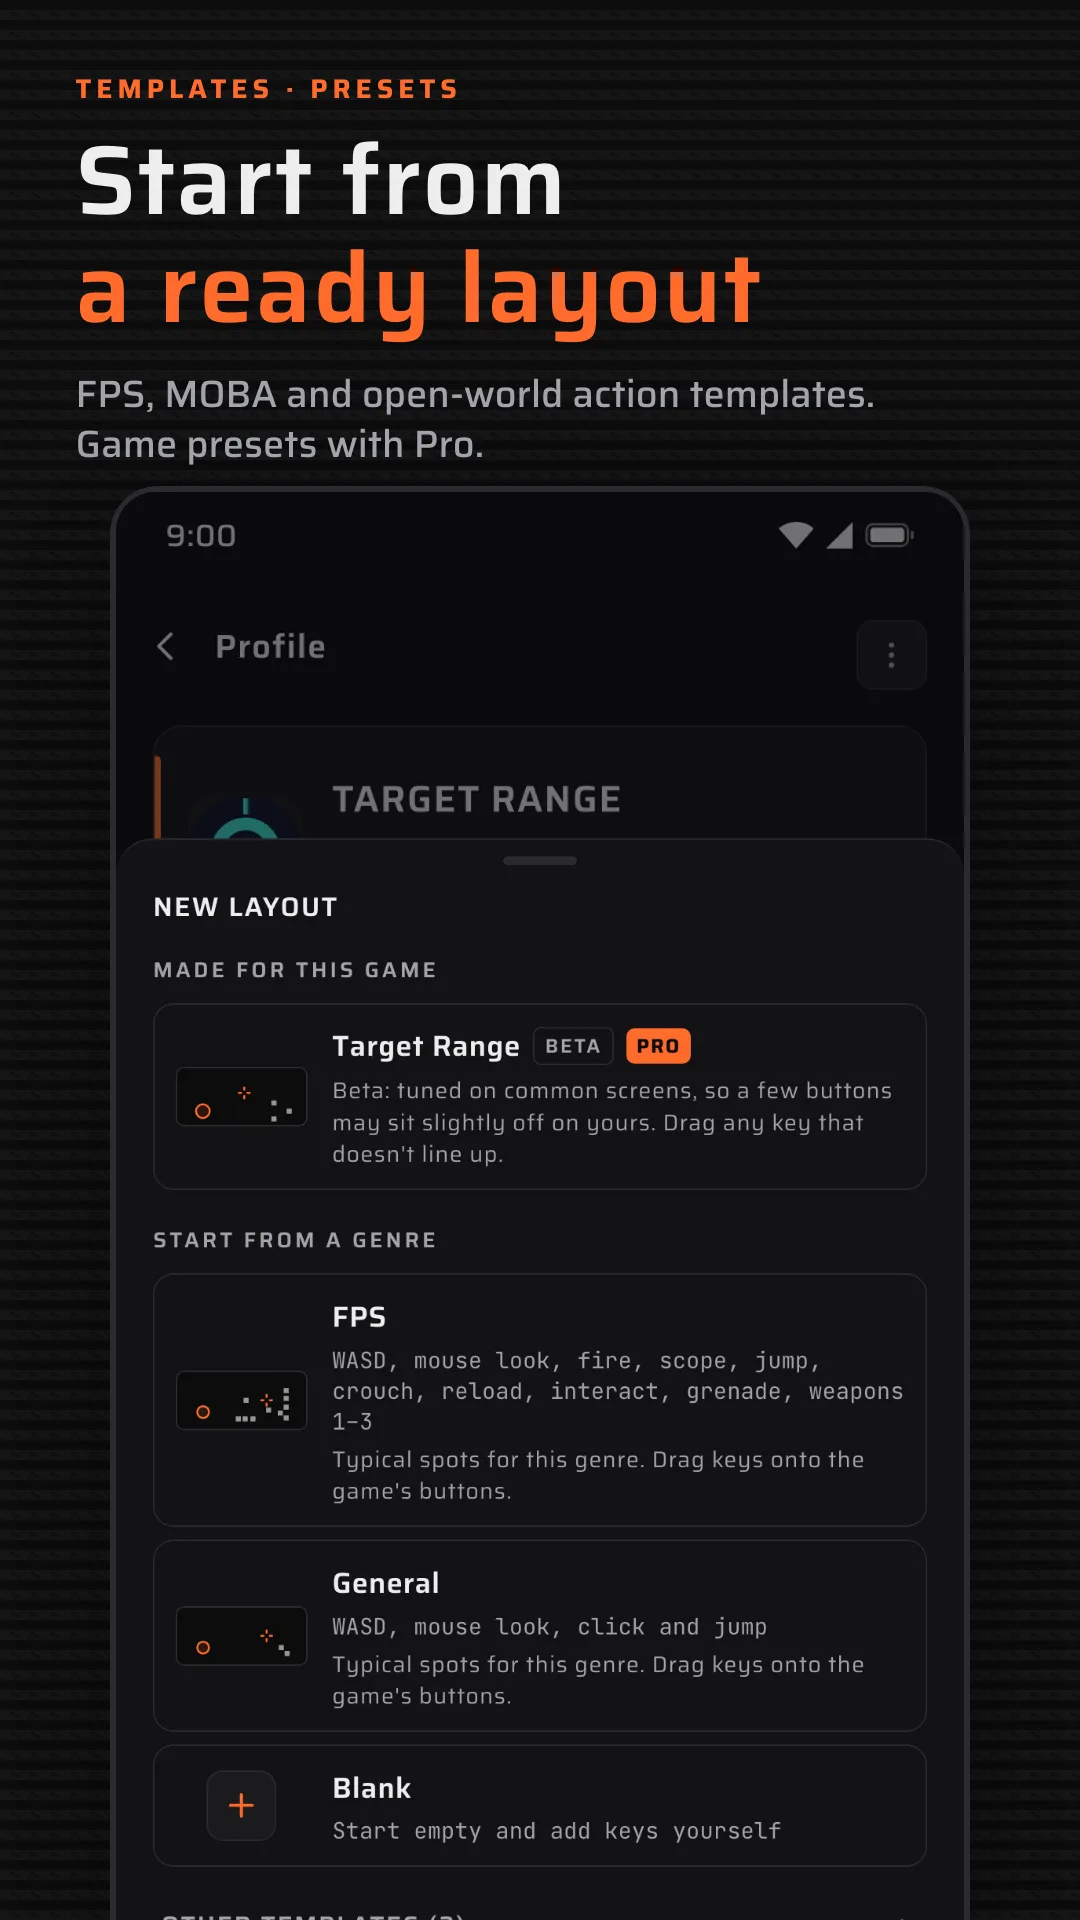 TEMPLATES · PRESETS
Start from
a ready layout
FPS, MOBA and open-world action templates.
Game presets with Pro.
9:00
Profile
TARGET RANGE
NEW LAYOUT
MADE FOR THIS GAME
Target Range BETA PRO
Beta: tuned on common screens, so a few buttons
may sit slightly off on yours. Drag any key that
doesn't line up.
START FROM A GENRE
FPS
WASD, mouse look, fire, scope, jump,
crouch, reload, interact, grenade, weapons
1–3
Typical spots for this genre. Drag keys onto the
game's buttons.
General
WASD, mouse look, click and jump
Typical spots for this genre. Drag keys onto the
game's buttons.
Blank
Start empty and add keys yourself
OTHER TEMPLATES